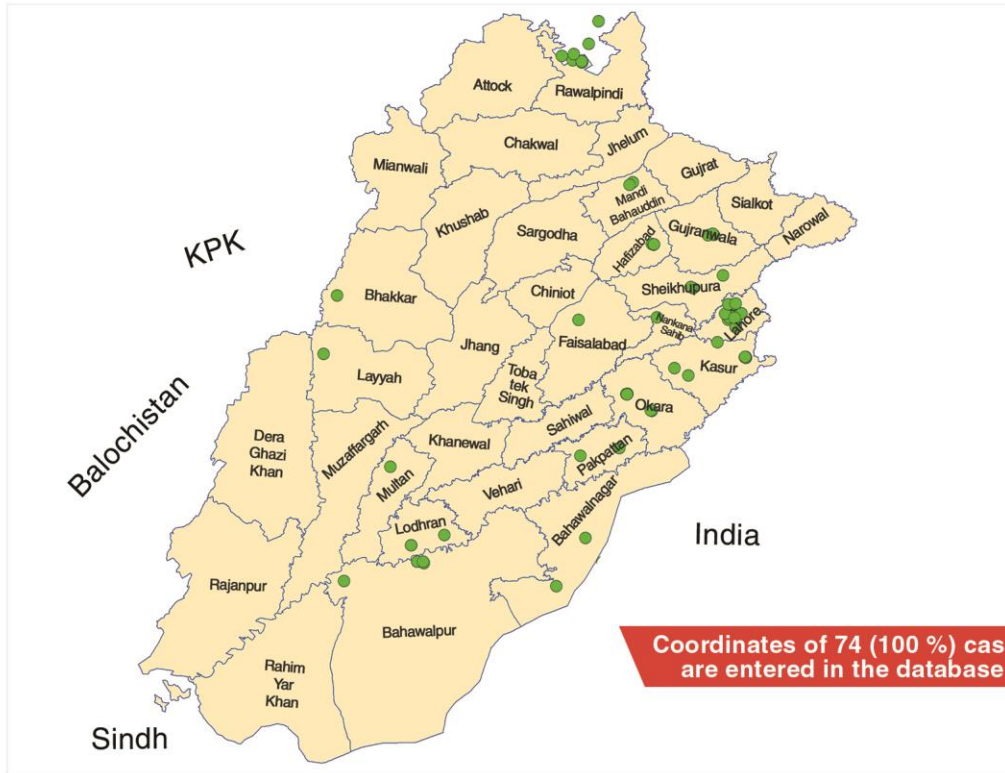 Attock
Rawalpindi
Chakwal
Jhelum
Mianwali
Gujrat
Mandi
Bahauddin
Sialkot
Khushab
Narowal
Sargodha
Gujranwala
Hafizabad
KPK
Bhakkar
Chiniot
Sheikhupura
Nankana
Sahib
Lahore
Faisalabad
Jhang
Kasur
Layyah
Toba
tek
Singh
Okara
Balochistan
Sahiwal
Dera
Ghazi
Khan
Muzaffargarh
Khanewal
Pakpattan
Multan
Vehari
Bahawalnagar
Lodhran
India
Rajanpur
Bahawalpur
Coordinates of 74 (100 %) cas
are entered in the database
Rahim
Yar
Khan
Sindh